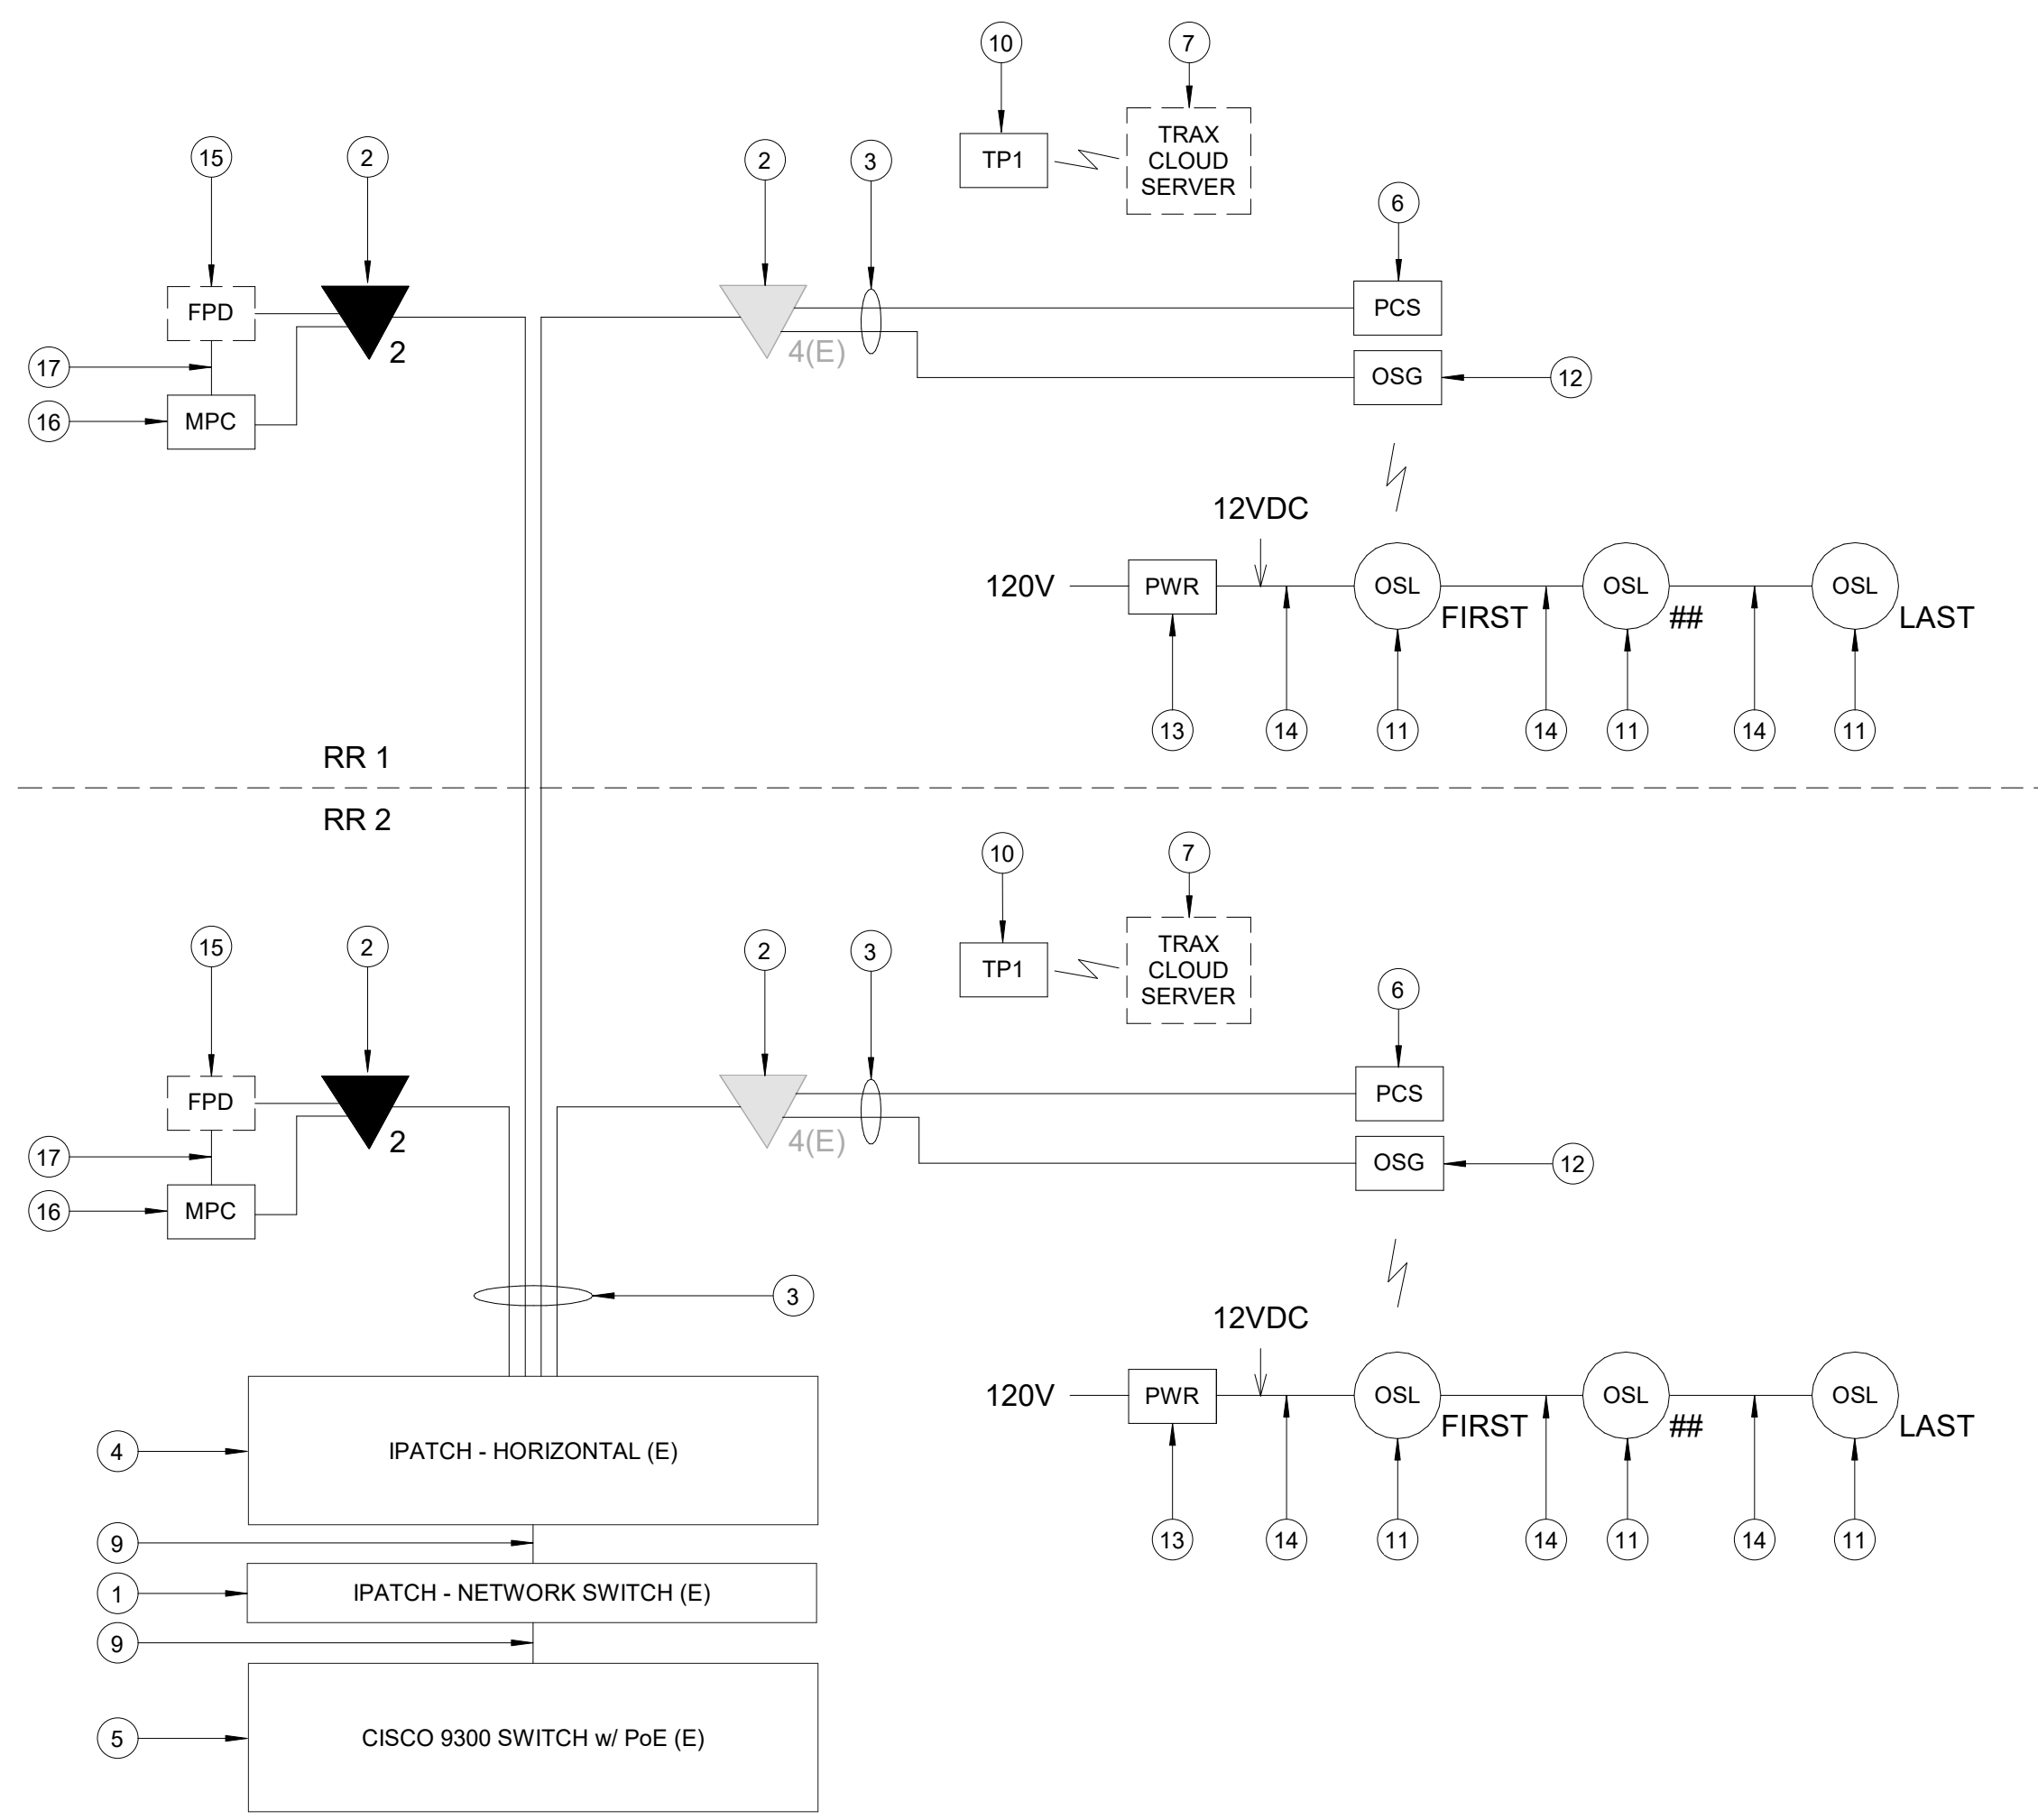 10
7
TRAX
CLOUD
SERVER
TP1
15
2
2
3
6
FPD
2
4(E)
PCS
17
OSG
12
16
MPC
12VDC
120V
PWR
OSL
FIRST
OSL
##
OSL
LAST
13
14
11
14
11
14
11
RR 1
RR 2
10
7
TRAX
CLOUD
SERVER
TP1
15
2
2
3
6
FPD
2
4(E)
PCS
17
OSG
12
16
MPC
3
12VDC
120V
PWR
OSL
FIRST
OSL
##
OSL
LAST
13
14
11
14
11
14
11
4
IPATCH - HORIZONTAL (E)
9
1
IPATCH - NETWORK SWITCH (E)
9
5
CISCO 9300 SWITCH w/ PoE (E)